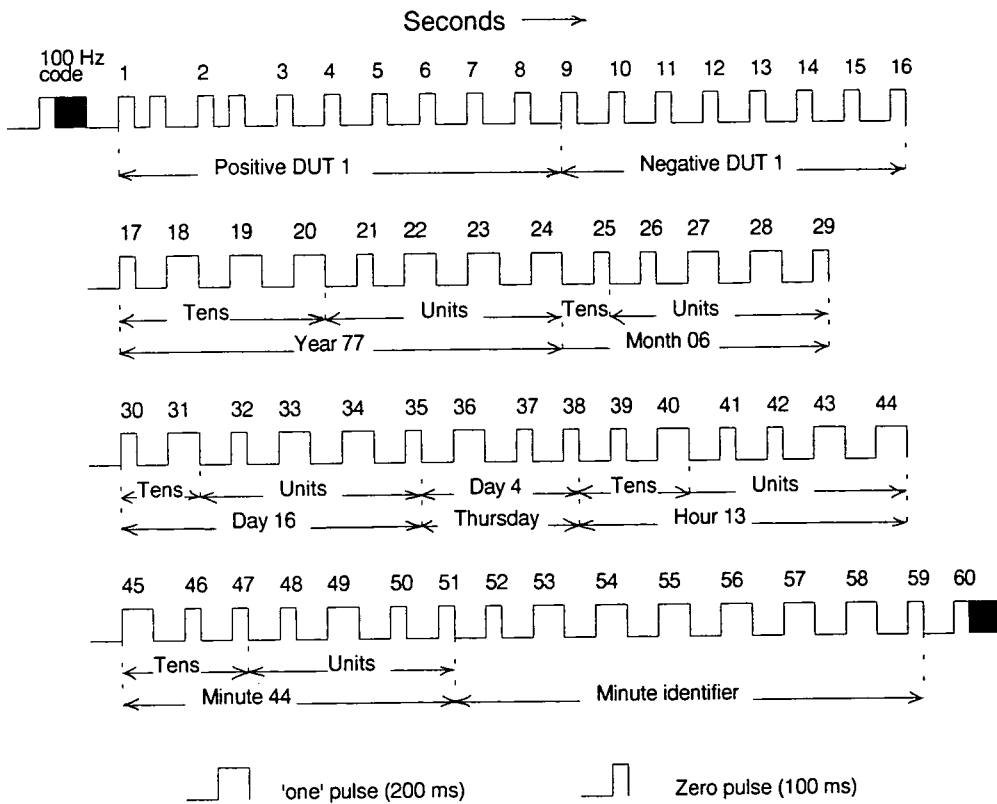 Seconds
100 Hz
code
1 2 3 4 5 6 7 8 9 10 11 12 13 14 15 16
Positive DUT 1 Negative DUT 1
17 18 19 20 21 22 23 24 25 26 27 28 29
Tens Units Tens Units
Year 77 Month 06
30 31 32 33 34 35 36 37 38 39 40 41 42 43 44
Tens Units Day 4 Tens Units
Day 16 Thursday Hour 13
45 46 47 48 49 50 51 52 53 54 55 56 57 58 59 60
Tens Units
Minute 44 Minute identifier
'one' pulse (200 ms) Zero pulse (100 ms)